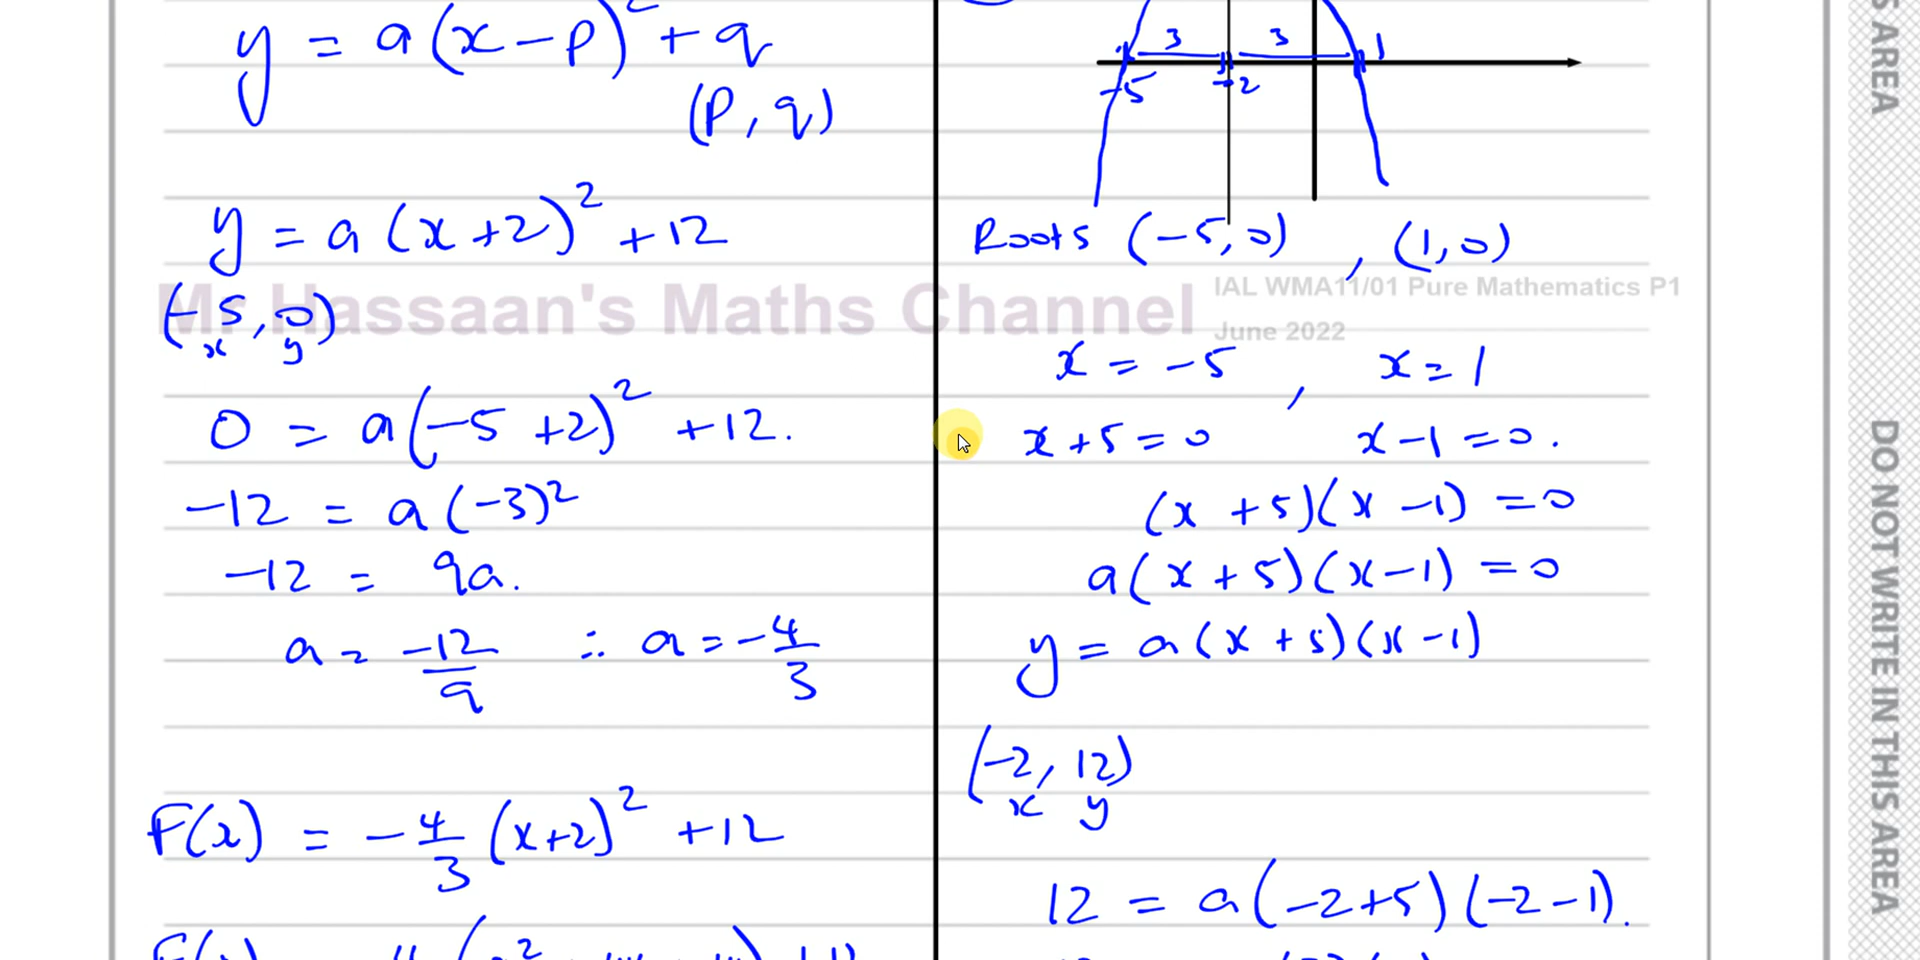 y = a(x-p)² + q
(p, q)
y = a(x+2)² + 12
(-5, 0)
x y
0 = a(-5+2)² + 12.
-12 = a(-3)²
-12 = 9a.
a = -12/9 ∴ a = -4/3
F(x) = -4/3 (x+2)² + 12
3 3 1
-5 -2
Roots (-5, 0) , (1, 0)
Mr Hassaan's Maths Channel
IAL WMA11/01 Pure Mathematics P1
June 2022
x = -5 , x = 1
x+5=0 x-1=0.
(x+5)(x-1)=0
a(x+5)(x-1)=0
y = a(x+5)(x-1)
(-2, 12)
x y
12 = a(-2+5)(-2-1).
S AREA
DO NOT WRITE IN THIS AREA